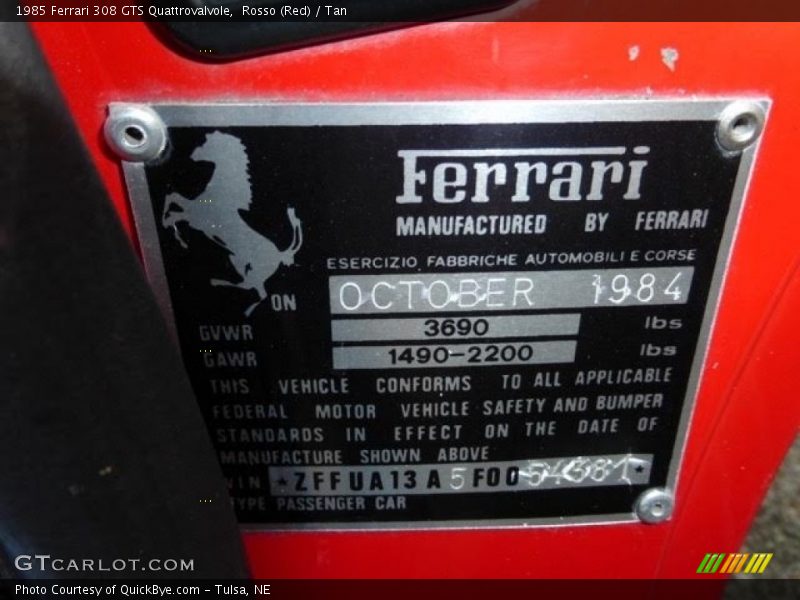 1985 Ferrari 308 GTS Quattrovalvole, Rosso (Red) / Tan
Ferrari
MANUFACTURED BY FERRARI
ESERCIZIO FABBRICHE AUTOMOBILI E CORSE
ON OCTOBER 1984
GVWR 3690 lbs
GAWR 1490-2200 lbs
THIS VEHICLE CONFORMS TO ALL APPLICABLE
FEDERAL MOTOR VEHICLE SAFETY AND BUMPER
STANDARDS IN EFFECT ON THE DATE OF
MANUFACTURE SHOWN ABOVE
VIN
TYPE PASSENGER CAR
GTCARLOT.COM
Photo Courtesy of QuickBye.com - Tulsa, NE